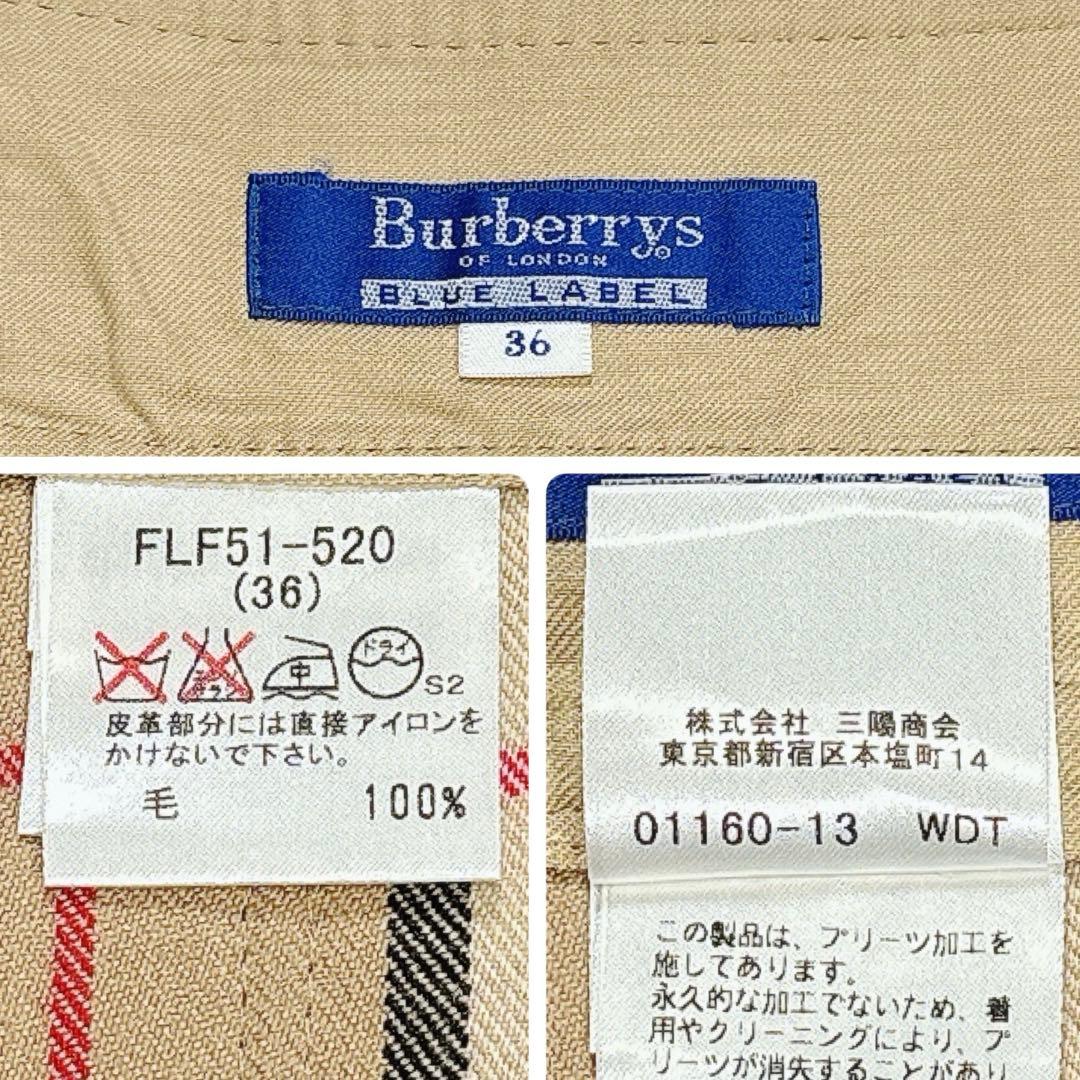 Burberrys
OF LONDON
BLUE LABEL
36
FLF51-520
(36)
ドライ
中
S2
皮革部分には直接アイロンを
かけないで下さい。
毛 100%
株式会社 三陽商会
東京都新宿区本塩町14
01160-13 WDT
この製品は、プリーツ加工を
施してあります。
永久的な加工でないため、着
用やクリーニングにより、プ
リーツが消失することがあり